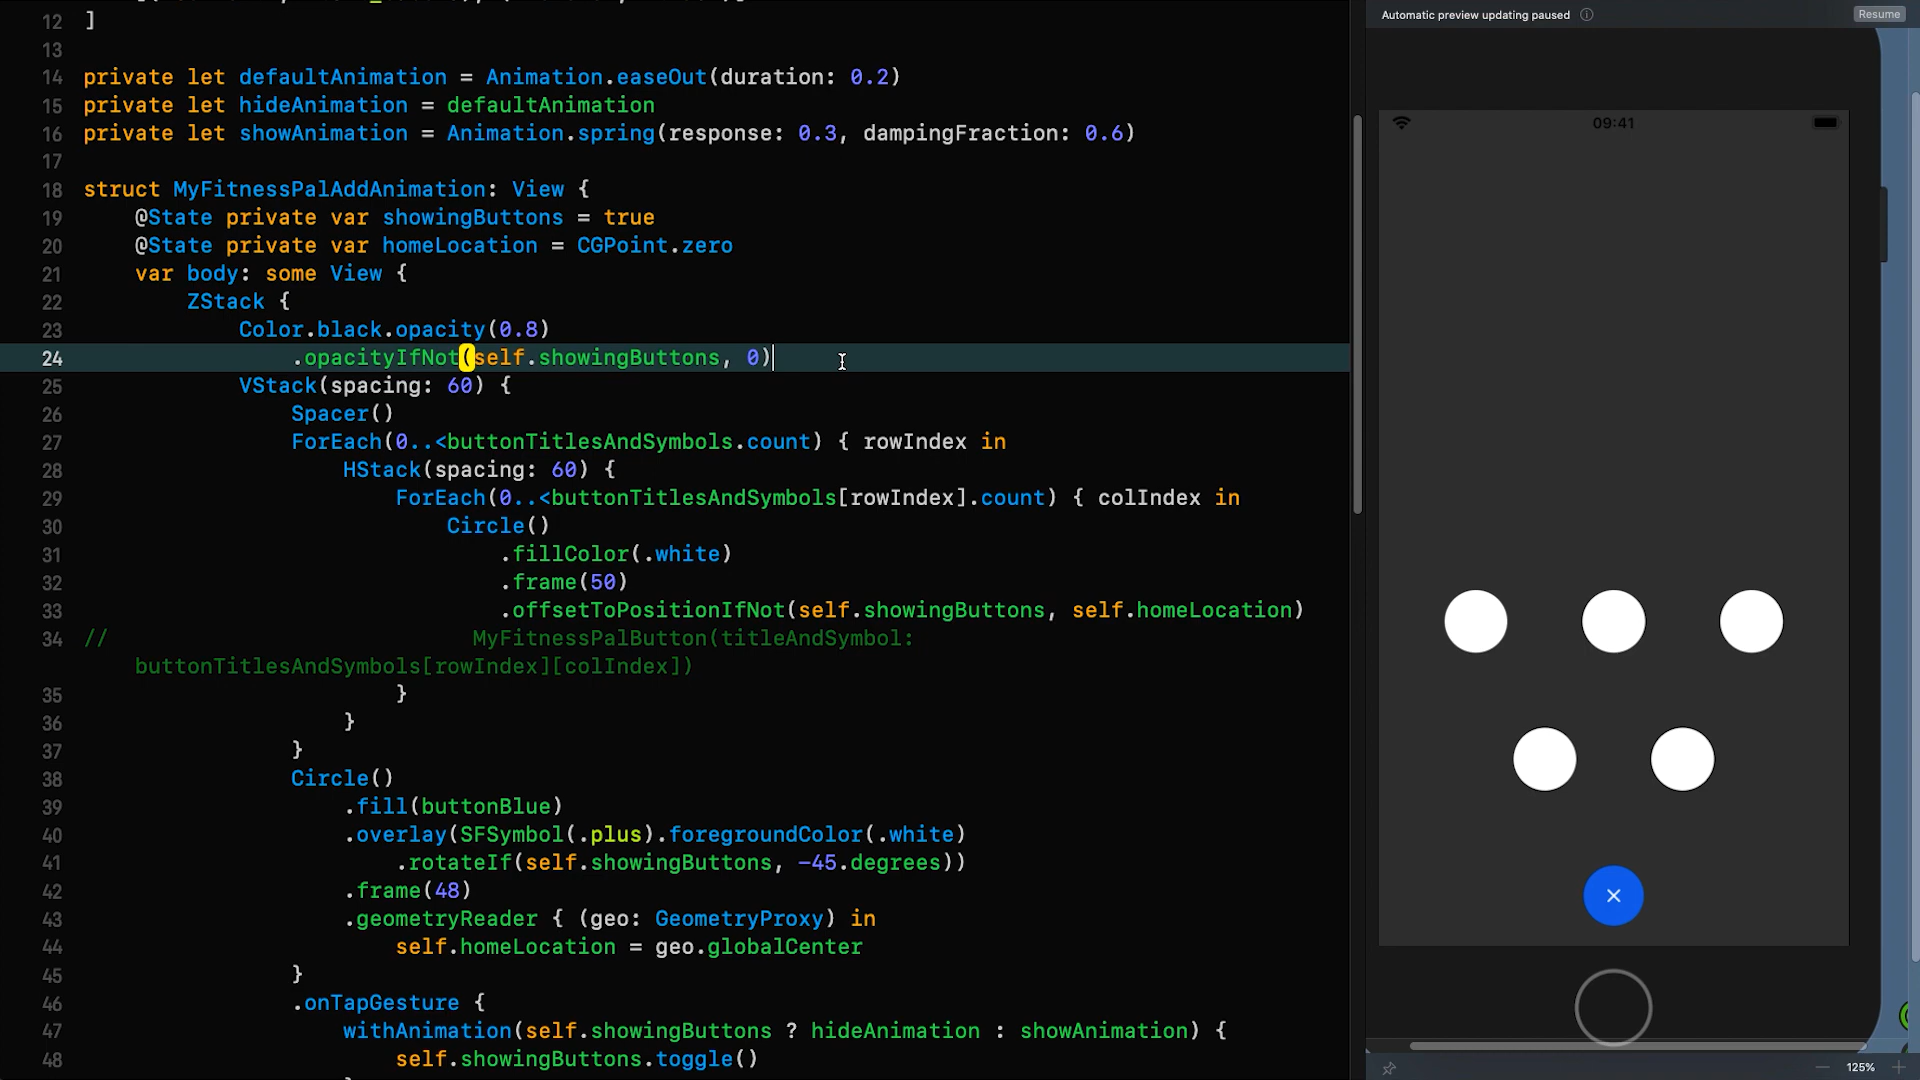 12 ]
13
14 private let defaultAnimation = Animation.easeOut(duration: 0.2)
15 private let hideAnimation = defaultAnimation
16 private let showAnimation = Animation.spring(response: 0.3, dampingFraction: 0.6)
17
18 struct MyFitnessPalAddAnimation: View {
19 @State private var showingButtons = true
20 @State private var homeLocation = CGPoint.zero
21 var body: some View {
22 ZStack {
23 Color.black.opacity(0.8)
24 .opacityIfNot(self.showingButtons, 0)
25 VStack(spacing: 60) {
26 Spacer()
27 ForEach(0..<buttonTitlesAndSymbols.count) { rowIndex in
28 HStack(spacing: 60) {
29 ForEach(0..<buttonTitlesAndSymbols[rowIndex].count) { colIndex in
30 Circle()
31 .fillColor(.white)
32 .frame(50)
33 .offsetToPositionIfNot(self.showingButtons, self.homeLocation)
34 // MyFitnessPalButton(titleAndSymbol:
buttonTitlesAndSymbols[rowIndex][colIndex])
35 }
36 }
37 }
38 Circle()
39 .fill(buttonBlue)
40 .overlay(SFSymbol(.plus).foregroundColor(.white)
41 .rotateIf(self.showingButtons, -45.degrees))
42 .frame(48)
43 .geometryReader { (geo: GeometryProxy) in
44 self.homeLocation = geo.globalCenter
45 }
46 .onTapGesture {
47 withAnimation(self.showingButtons ? hideAnimation : showAnimation) {
48 self.showingButtons.toggle()
Automatic preview updating paused
Resume
09:41
125%